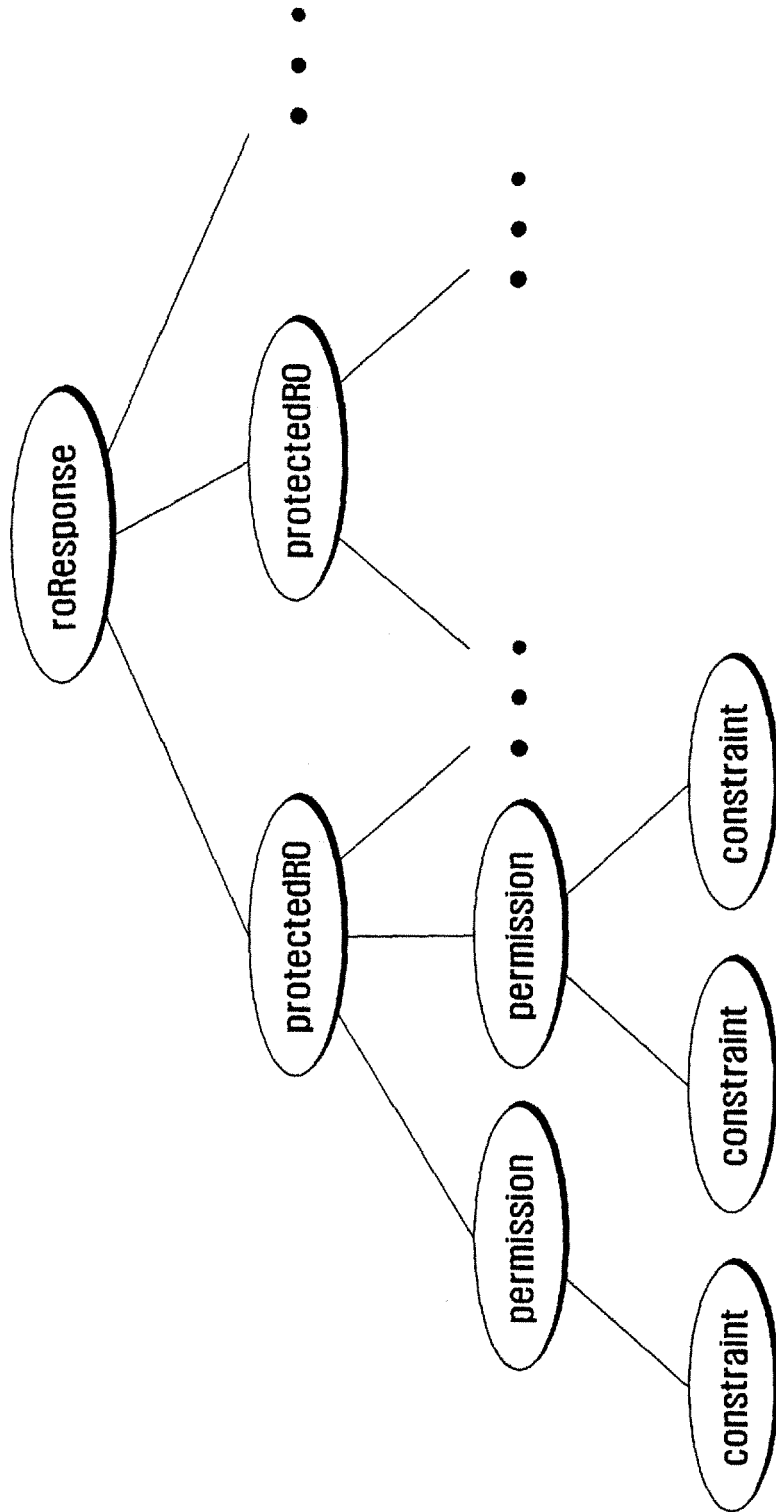 roResponse
protectedRO
protectedRO
permission
permission
constraint
constraint
constraint